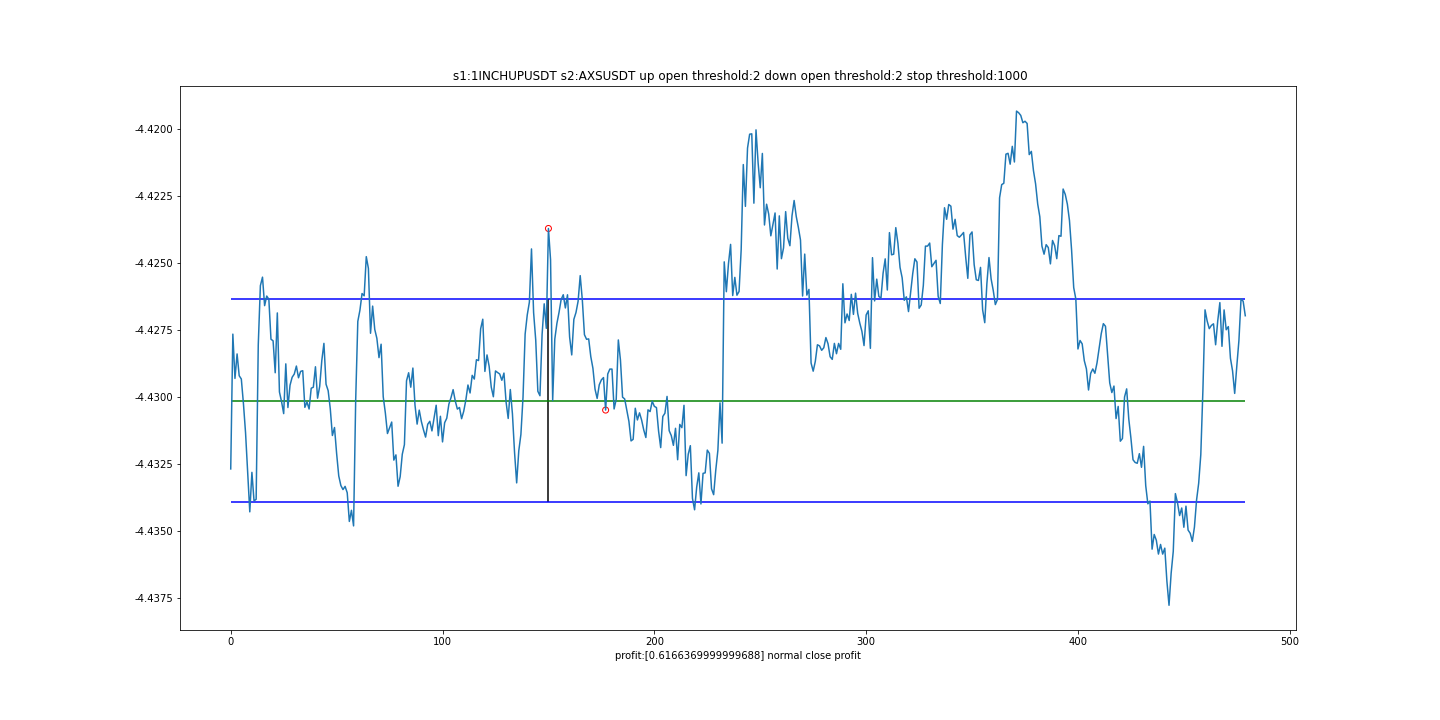 s1:1INCHUPUSDT s2:AXSUSDT up open threshold:2 down open threshold:2 stop threshold:1000
-4.4200
-4.4225
-4.4250
-4.4275
-4.4300
-4.4325
-4.4350
-4.4375
0 100 200 300 400 500
profit:[0.6166369999999688] normal close profit